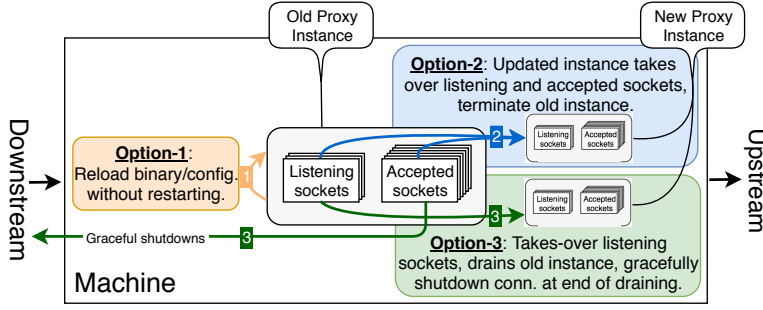 Old Proxy
Instance
New Proxy
Instance
Option-2: Updated instance takes
over listening and accepted sockets,
terminate old instance.
Downstream
Option-1:
Reload binary/config.
without restarting.
1
Listening
sockets
Accepted
sockets
2
Listening
sockets
Accepted
sockets
Upstream
3
Listening
sockets
Accepted
sockets
Graceful shutdowns
3
Option-3: Takes-over listening
sockets, drains old instance, gracefully
shutdown conn. at end of draining.
Machine